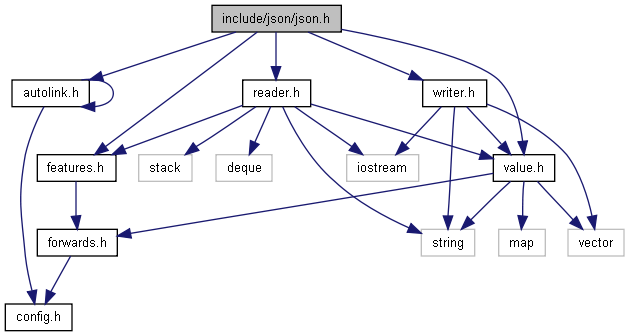 include/json/json.h
autolink.h
reader.h
writer.h
features.h
stack
deque
iostream
value.h
forwards.h
string
map
vector
config.h